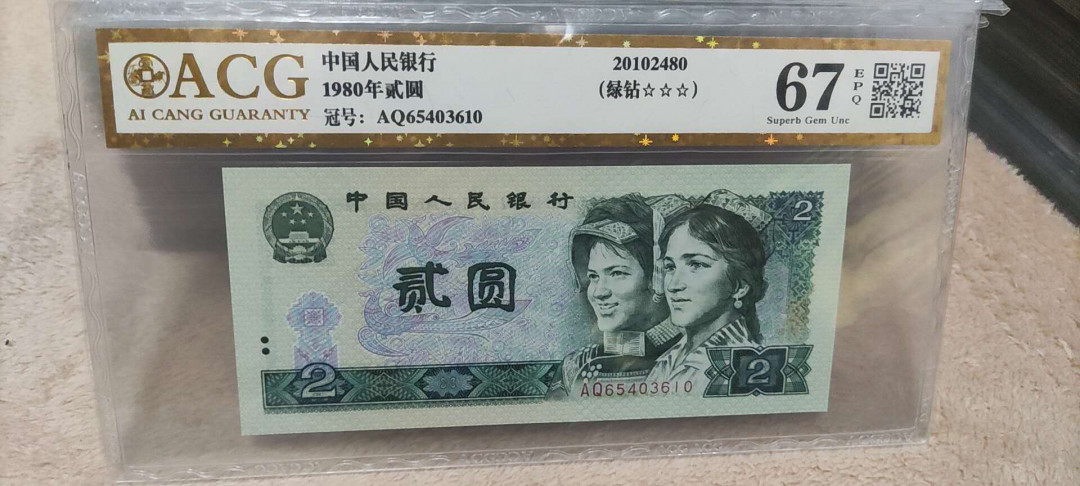 ACG
AI CANG GUARANTY
中国人民银行
1980年贰圆
冠号: AQ65403610
20102480
(绿钻☆☆☆)
67
EPQ
Superb Gem Unc
中国人民银行
2
贰圆
2
AQ65403610
2